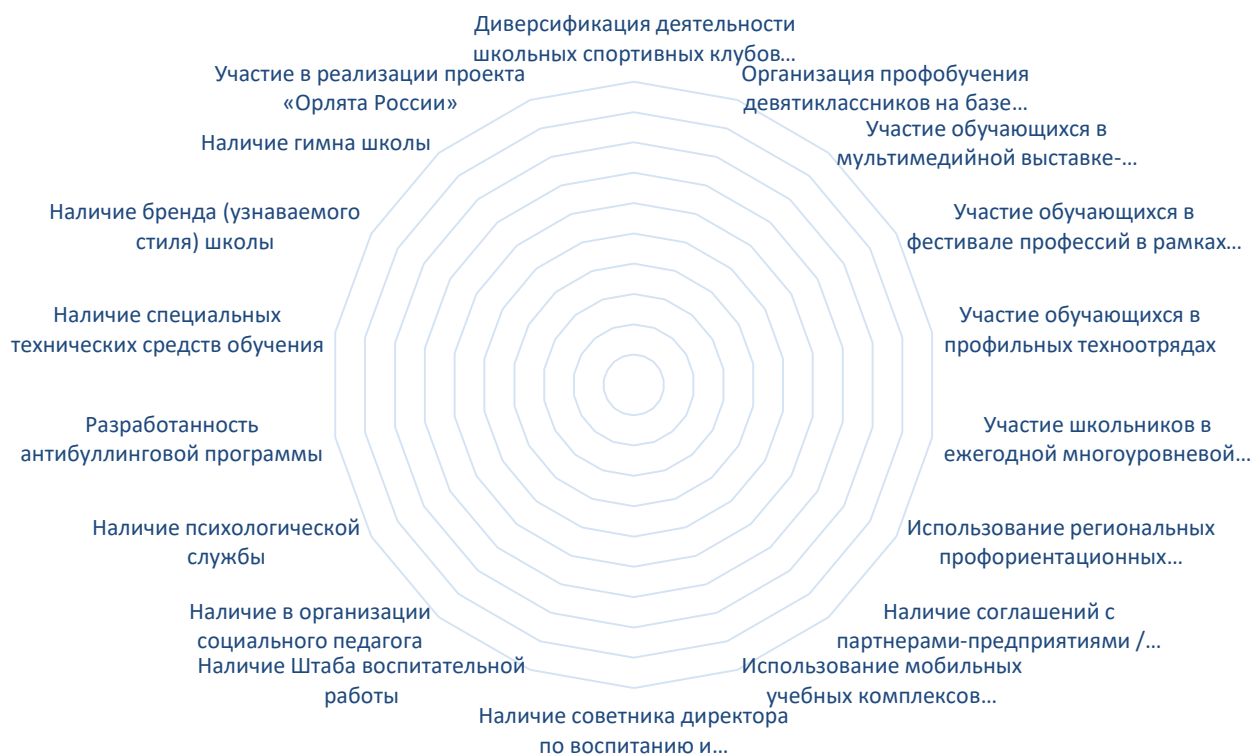 Диверсификация деятельности
школьных спортивных клубов...
Организация профобучения
девятиклассников на базе...
Участие обучающихся в
мультимедийной выставке-...
Участие обучающихся в
фестивале профессий в рамках...
Участие обучающихся в
профильных техноотрядах
Участие школьников в
ежегодной многоуровневой...
Использование региональных
профориентационных...
Наличие соглашений с
партнерами-предприятиями /...
Использование мобильных
учебных комплексов...
Наличие советника директора
по воспитанию и...
Наличие Штаба воспитательной
работы
Наличие в организации
социального педагога
Наличие психологической
службы
Разработанность
антибуллинговой программы
Наличие специальных
технических средств обучения
Наличие бренда (узнаваемого
стиля) школы
Наличие гимна школы
Участие в реализации проекта
«Орлята России»